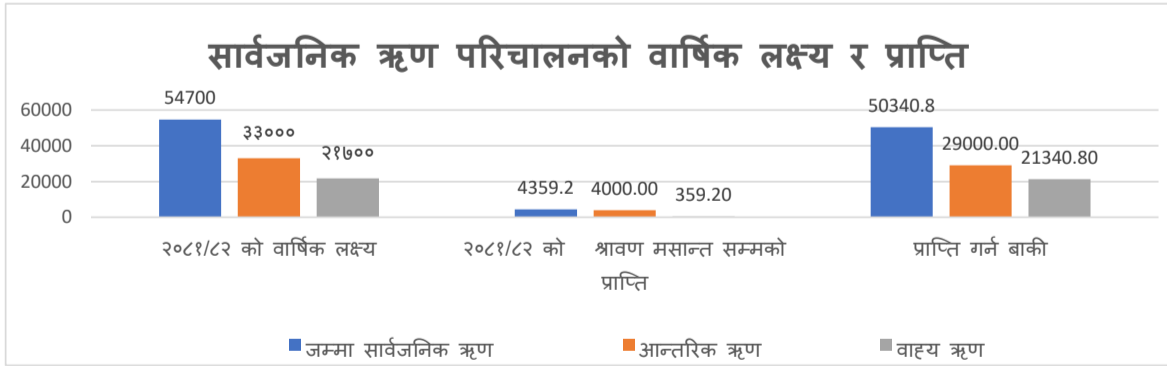 सार्वजनिक ऋण परिचालनको वार्षिक लक्ष्य र प्राप्ति
54700
३३०००
२१७००
4359.2
4000.00
359.20
50340.8
29000.00
21340.80
60000
40000
20000
0
२०८१/८२ को वार्षिक लक्ष्य
२०८१/८२ को श्रावण मसान्त सम्मको
प्राप्ति
प्राप्ति गर्न बाकी
जम्मा सार्वजनिक ऋण
आन्तरिक ऋण
वाह्य ऋण